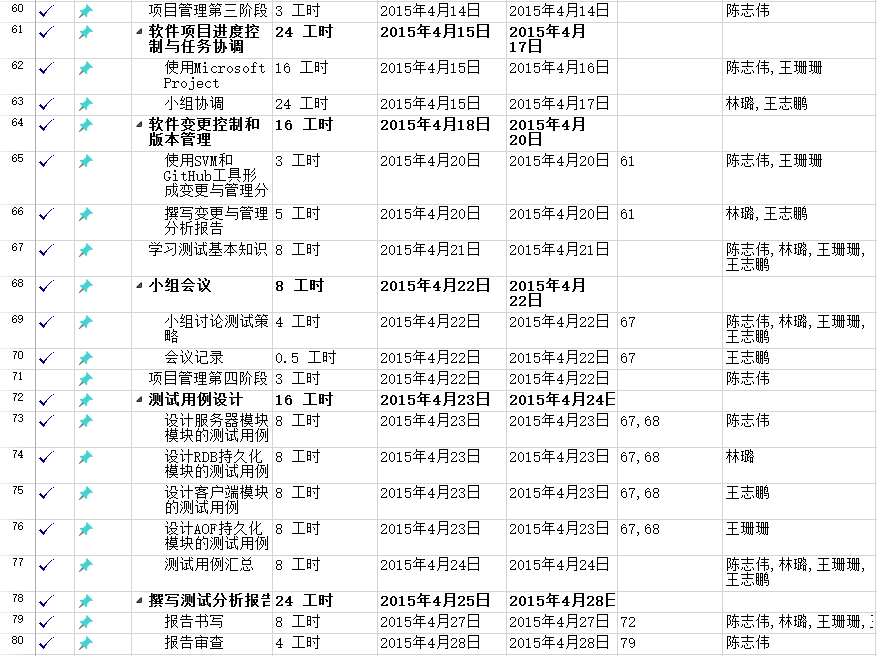 60 项目管理第三阶段 3 工时 2015年4月14日 2015年4月14日 陈志伟
61 软件项目进度控 24 工时 2015年4月15日 2015年4月
制与任务协调 17日
62 使用Microsoft 16 工时 2015年4月15日 2015年4月16日 陈志伟,王珊珊
Project
63 小组协调 24 工时 2015年4月15日 2015年4月17日 林璐,王志鹏
64 软件变更控制和 16 工时 2015年4月18日 2015年4月
版本管理 20日
65 使用SVM和 3 工时 2015年4月20日 2015年4月20日 61 陈志伟,王珊珊
GitHub工具形
成变更与管理分
66 撰写变更与管理 5 工时 2015年4月20日 2015年4月20日 61 林璐,王志鹏
分析报告
67 学习测试基本知识 8 工时 2015年4月21日 2015年4月21日 陈志伟,林璐,王珊珊,
王志鹏
68 小组会议 8 工时 2015年4月22日 2015年4月
22日
69 小组讨论测试策 4 工时 2015年4月22日 2015年4月22日 67 陈志伟,林璐,王珊珊,
略 王志鹏
70 会议记录 0.5 工时 2015年4月22日 2015年4月22日 67 王志鹏
71 项目管理第四阶段 3 工时 2015年4月22日 2015年4月22日 陈志伟
72 测试用例设计 16 工时 2015年4月23日 2015年4月24日
73 设计服务器模块 8 工时 2015年4月23日 2015年4月23日 67,68 陈志伟
模块的测试用例
74 设计RDB持久化 8 工时 2015年4月23日 2015年4月23日 67,68 林璐
模块的测试用例
75 设计客户端模块 8 工时 2015年4月23日 2015年4月23日 67,68 王志鹏
的测试用例
76 设计AOF持久化 8 工时 2015年4月23日 2015年4月23日 67,68 王珊珊
模块的测试用例
77 测试用例汇总 8 工时 2015年4月24日 2015年4月24日 陈志伟,林璐,王珊珊,
王志鹏
78 撰写测试分析报告 24 工时 2015年4月25日 2015年4月28日
79 报告书写 8 工时 2015年4月27日 2015年4月27日 72 陈志伟,林璐,王珊珊,
80 报告审查 4 工时 2015年4月28日 2015年4月28日 79 陈志伟